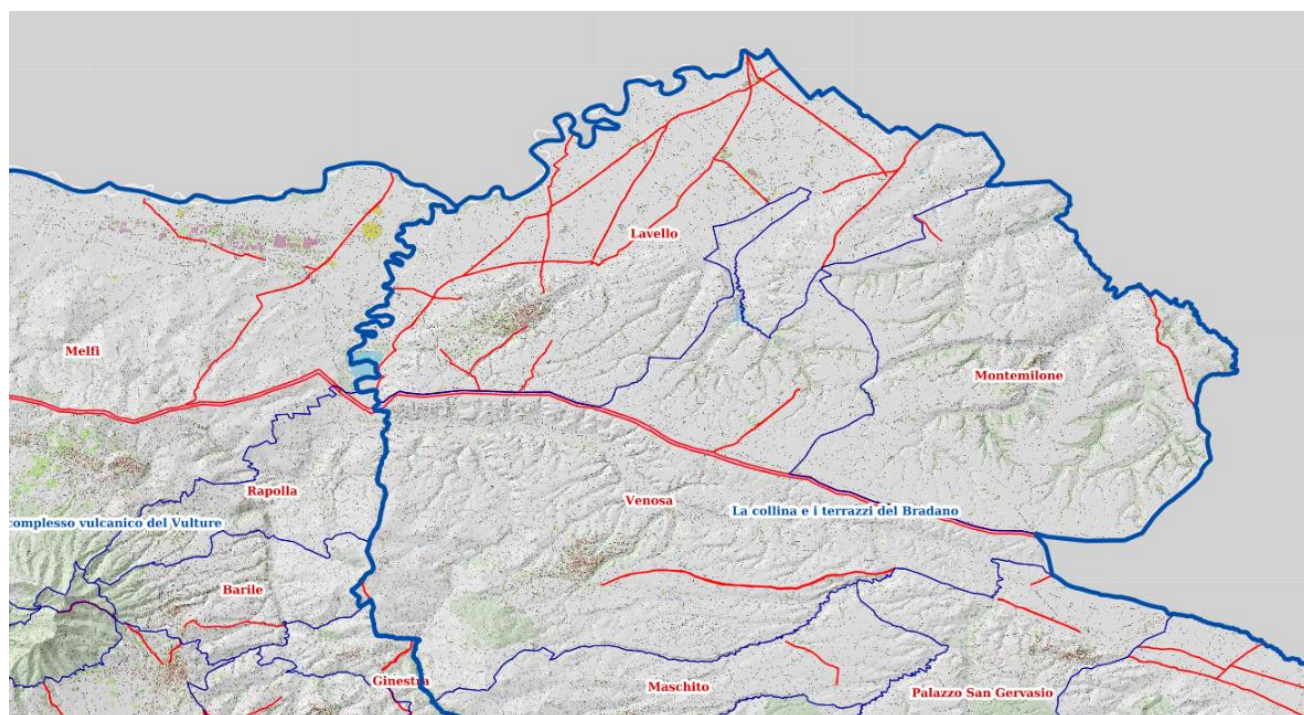 Lavello
Melfi
Montemilone
Rapolla
Venosa
La collina e i terrazzi del Bradano
complesso vulcanico del Vulture
Barile
Ginestra
Maschito
Palazzo San Gervasio